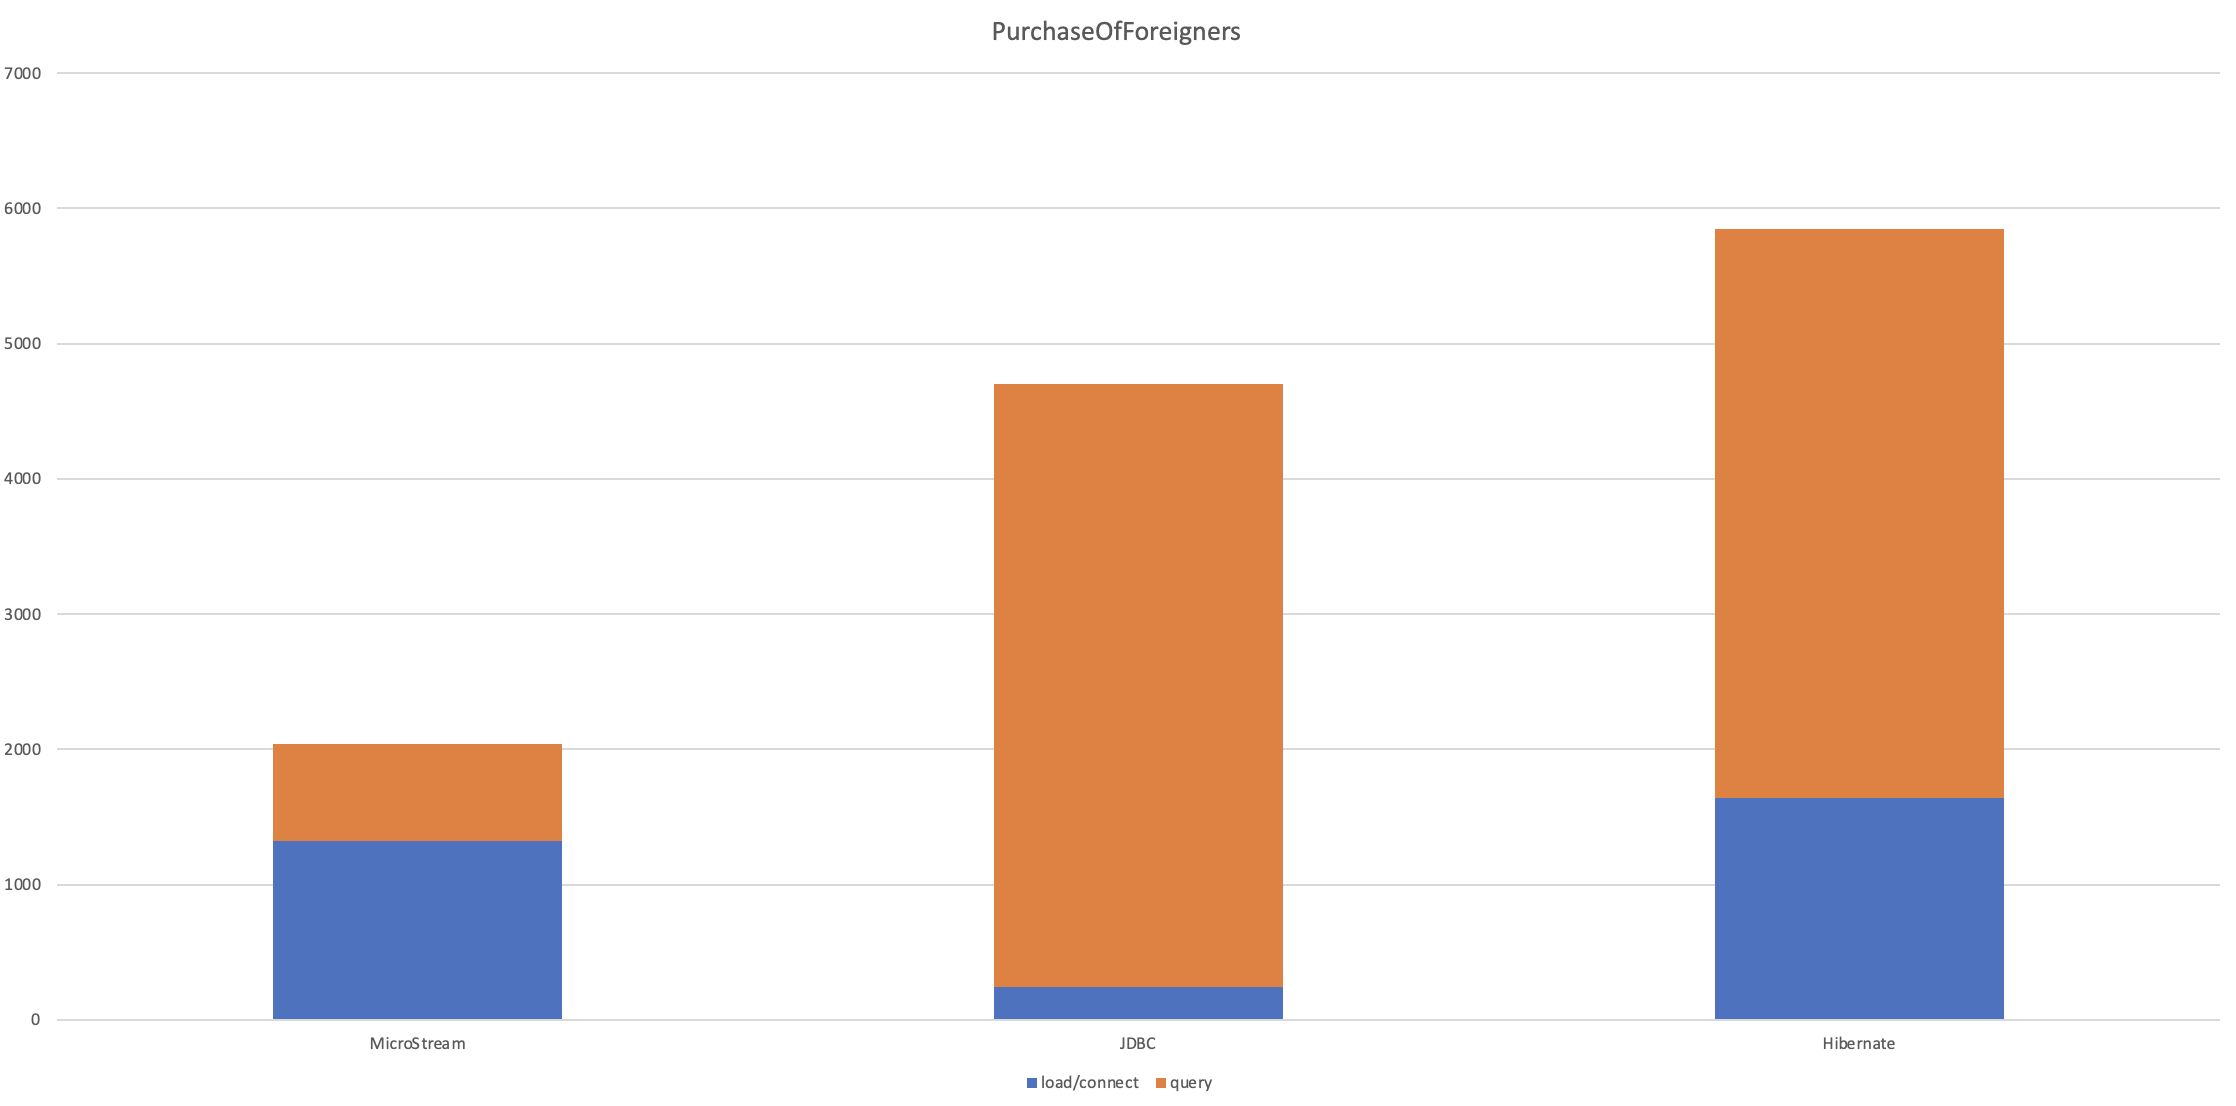 PurchaseOfForeigners
7000
6000
5000
4000
3000
2000
1000
0
MicroStream JDBC Hibernate
load/connect query